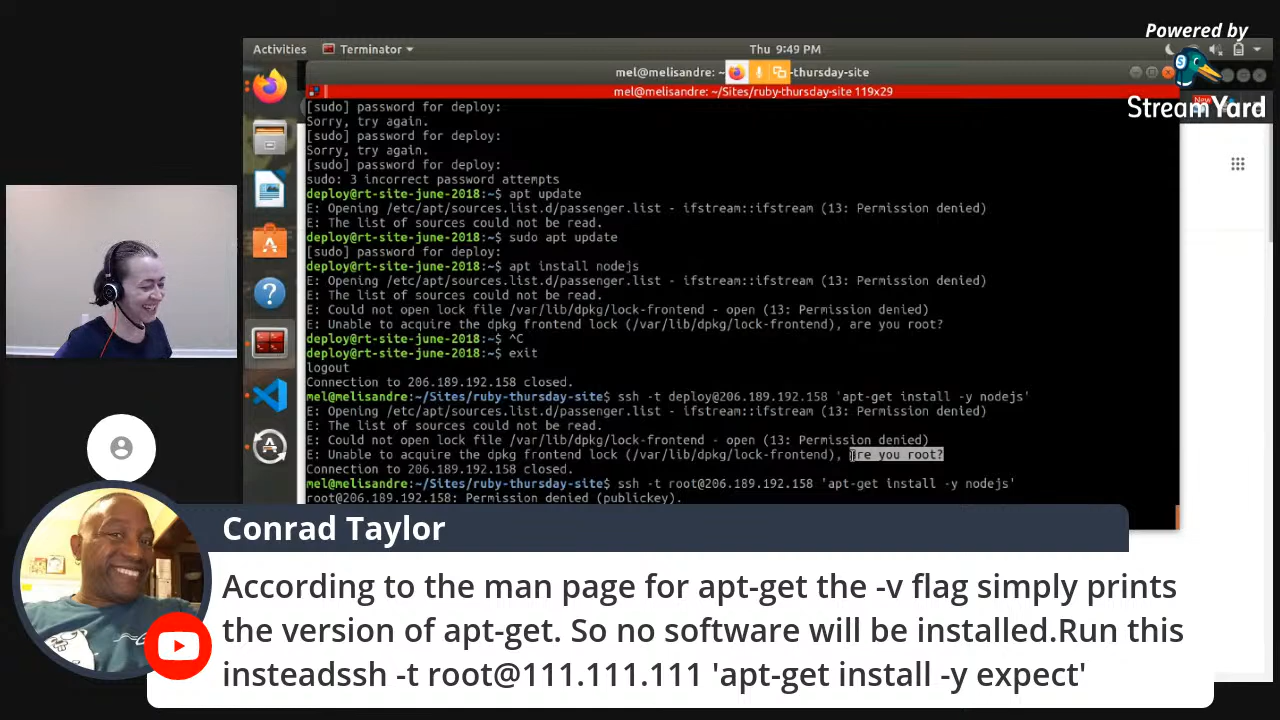 Powered by
StreamYard
Activities
Terminator
Thu 9:49 PM
mel@melisandre: ~
-thursday-site
mel@melisandre: ~/Sites/ruby-thursday-site 119x29
[sudo] password for deploy:
Sorry, try again.
[sudo] password for deploy:
Sorry, try again.
[sudo] password for deploy:
sudo: 3 incorrect password attempts
deploy@rt-site-june-2018:~$ apt update
E: Opening /etc/apt/sources.list.d/passenger.list - ifstream::ifstream (13: Permission denied)
E: The list of sources could not be read.
deploy@rt-site-june-2018:~$ sudo apt update
[sudo] password for deploy:
deploy@rt-site-june-2018:~$ apt install nodejs
E: Opening /etc/apt/sources.list.d/passenger.list - ifstream::ifstream (13: Permission denied)
E: The list of sources could not be read.
E: Could not open lock file /var/lib/dpkg/lock-frontend - open (13: Permission denied)
E: Unable to acquire the dpkg frontend lock (/var/lib/dpkg/lock-frontend), are you root?
deploy@rt-site-june-2018:~$ ^C
deploy@rt-site-june-2018:~$ exit
logout
Connection to 206.189.192.158 closed.
mel@melisandre:~/Sites/ruby-thursday-site$ ssh -t deploy@206.189.192.158 'apt-get install -y nodejs'
E: Opening /etc/apt/sources.list.d/passenger.list - ifstream::ifstream (13: Permission denied)
E: The list of sources could not be read.
E: Could not open lock file /var/lib/dpkg/lock-frontend - open (13: Permission denied)
E: Unable to acquire the dpkg frontend lock (/var/lib/dpkg/lock-frontend), are you root?
Connection to 206.189.192.158 closed.
mel@melisandre:~/Sites/ruby-thursday-site$ ssh -t root@206.189.192.158 'apt-get install -y nodejs'
root@206.189.192.158: Permission denied (publickey).
Conrad Taylor
According to the man page for apt-get the -v flag simply prints
the version of apt-get. So no software will be installed.Run this
insteadssh -t root@111.111.111 'apt-get install -y expect'